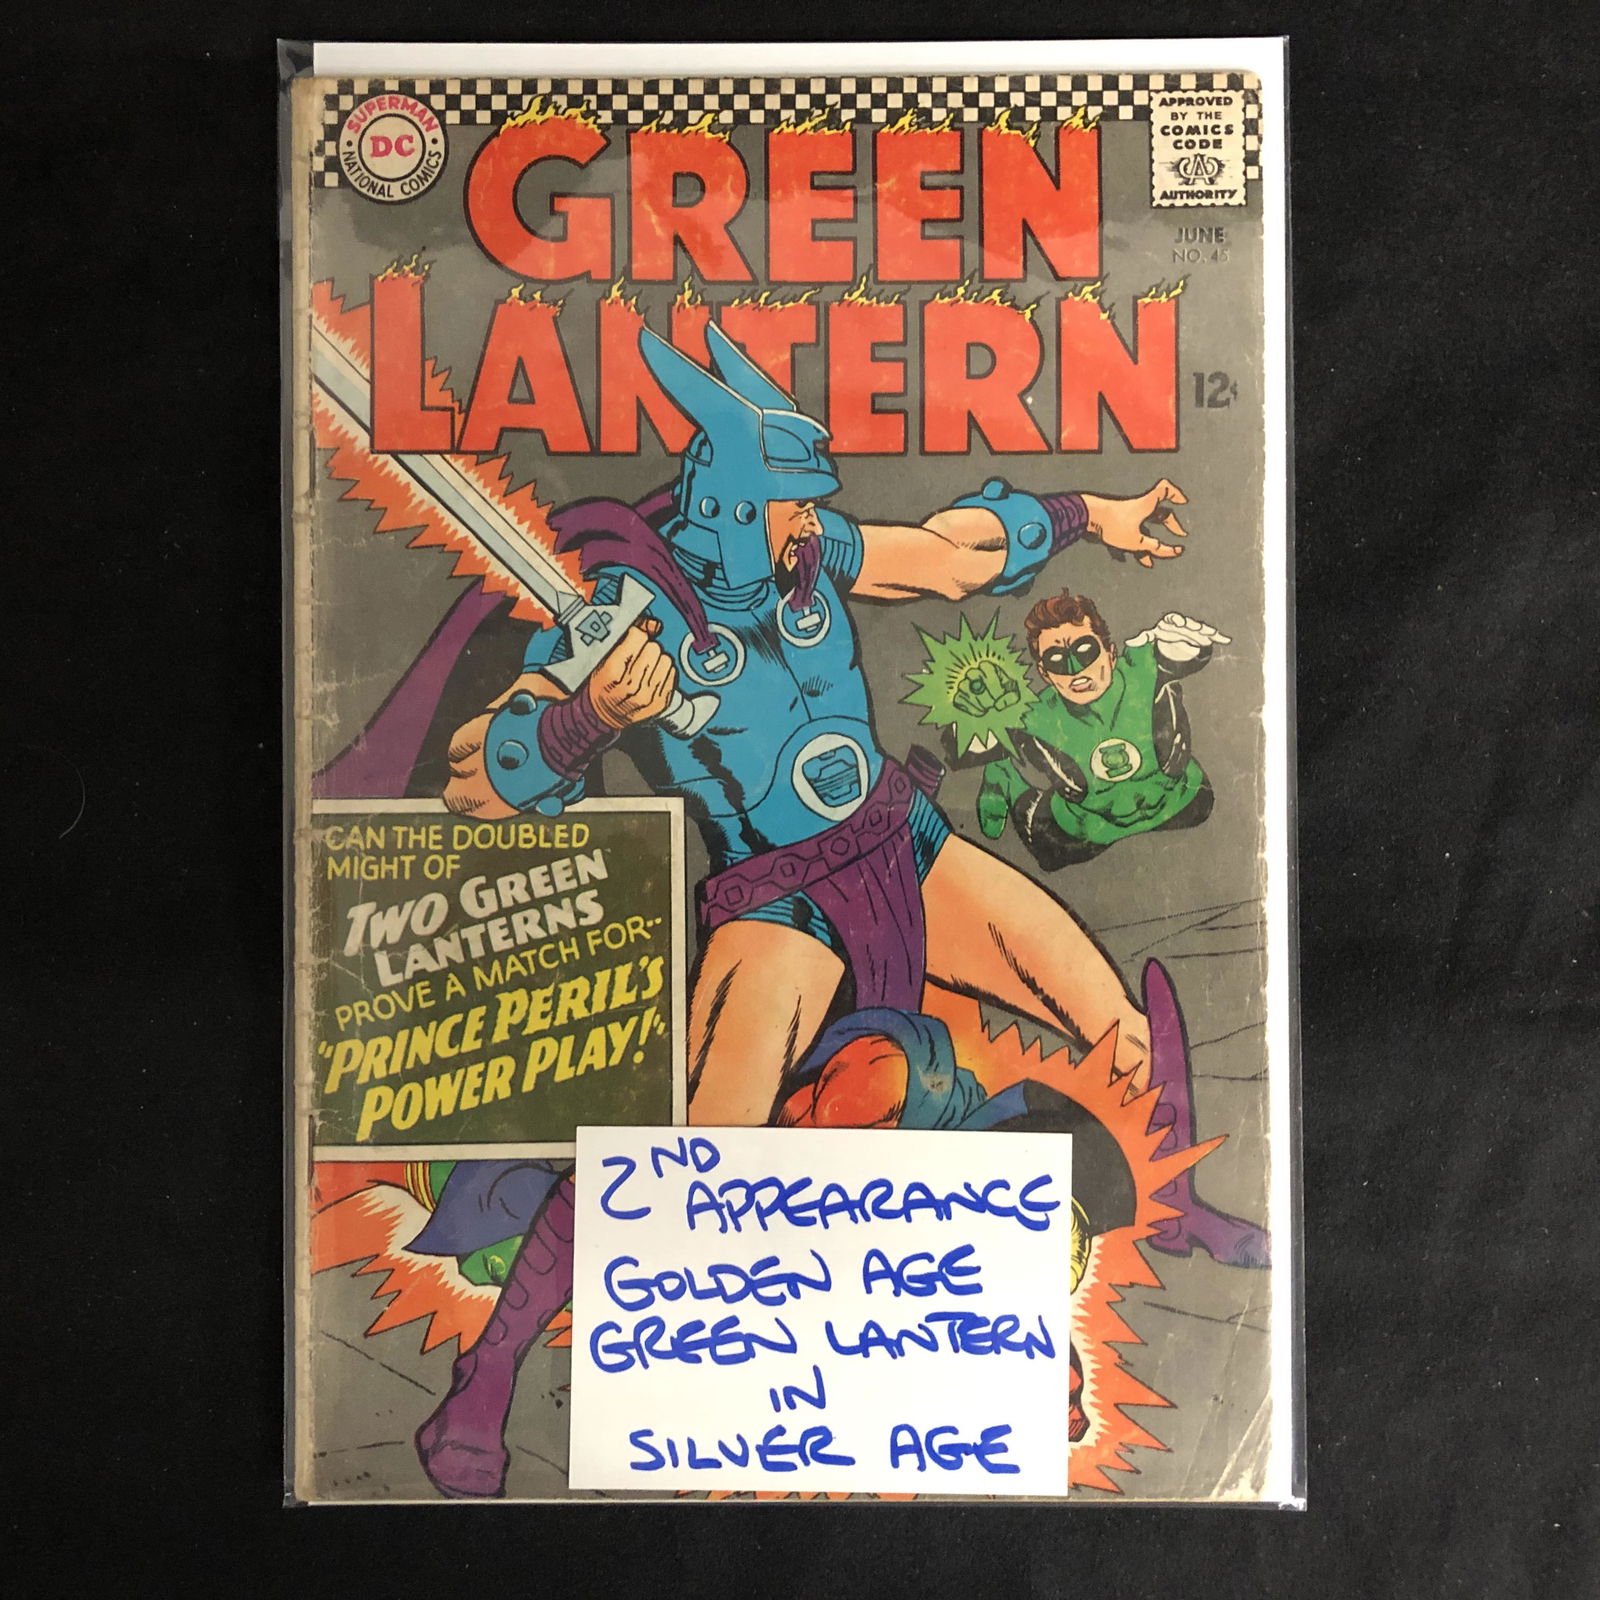 SUPERMAN
DC
NATIONAL COMICS
APPROVED
BY THE
COMICS
CODE
AUTHORITY
GREEN
LANTERN
JUNE
NO. 45
12¢
CAN THE DOUBLED
MIGHT OF
TWO GREEN
LANTERNS
PROVE A MATCH FOR--
"PRINCE PERIL'S
POWER PLAY!"
2ND
APPEARANCE
GOLDEN AGE
GREEN LANTERN
IN
SILVER AGE